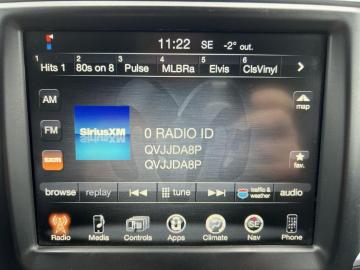 11:22 SE -2° out.
1 2 3 4 5 6
Hits 1 80s on 8 Pulse MLBRa Elvis ClsVinyl
AM
map
SiriusXM
0 RADIO ID
FM
QVJJDA8P
QVJJDA8P
SXM
fav.
browse replay tune traffic & weather audio
SE
Radio Media Controls Apps Climate Nav Phone